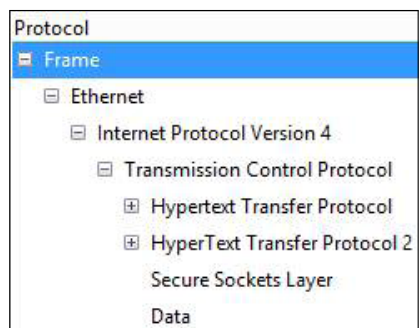 Protocol
Frame
Ethernet
Internet Protocol Version 4
Transmission Control Protocol
Hypertext Transfer Protocol
HyperText Transfer Protocol 2
Secure Sockets Layer
Data